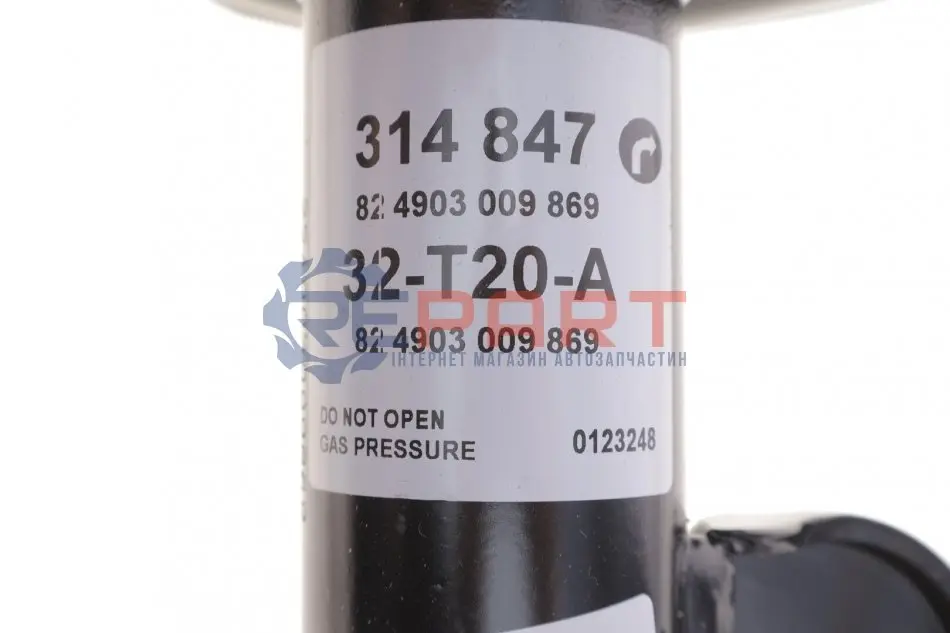 314 847
82 4903 009 869
32-T20-A
REPART
82 4903 009 869
ІНТЕРНЕТ МАГАЗИН АВТОЗАПЧАСТИН
DO NOT OPEN
GAS PRESSURE
0123248